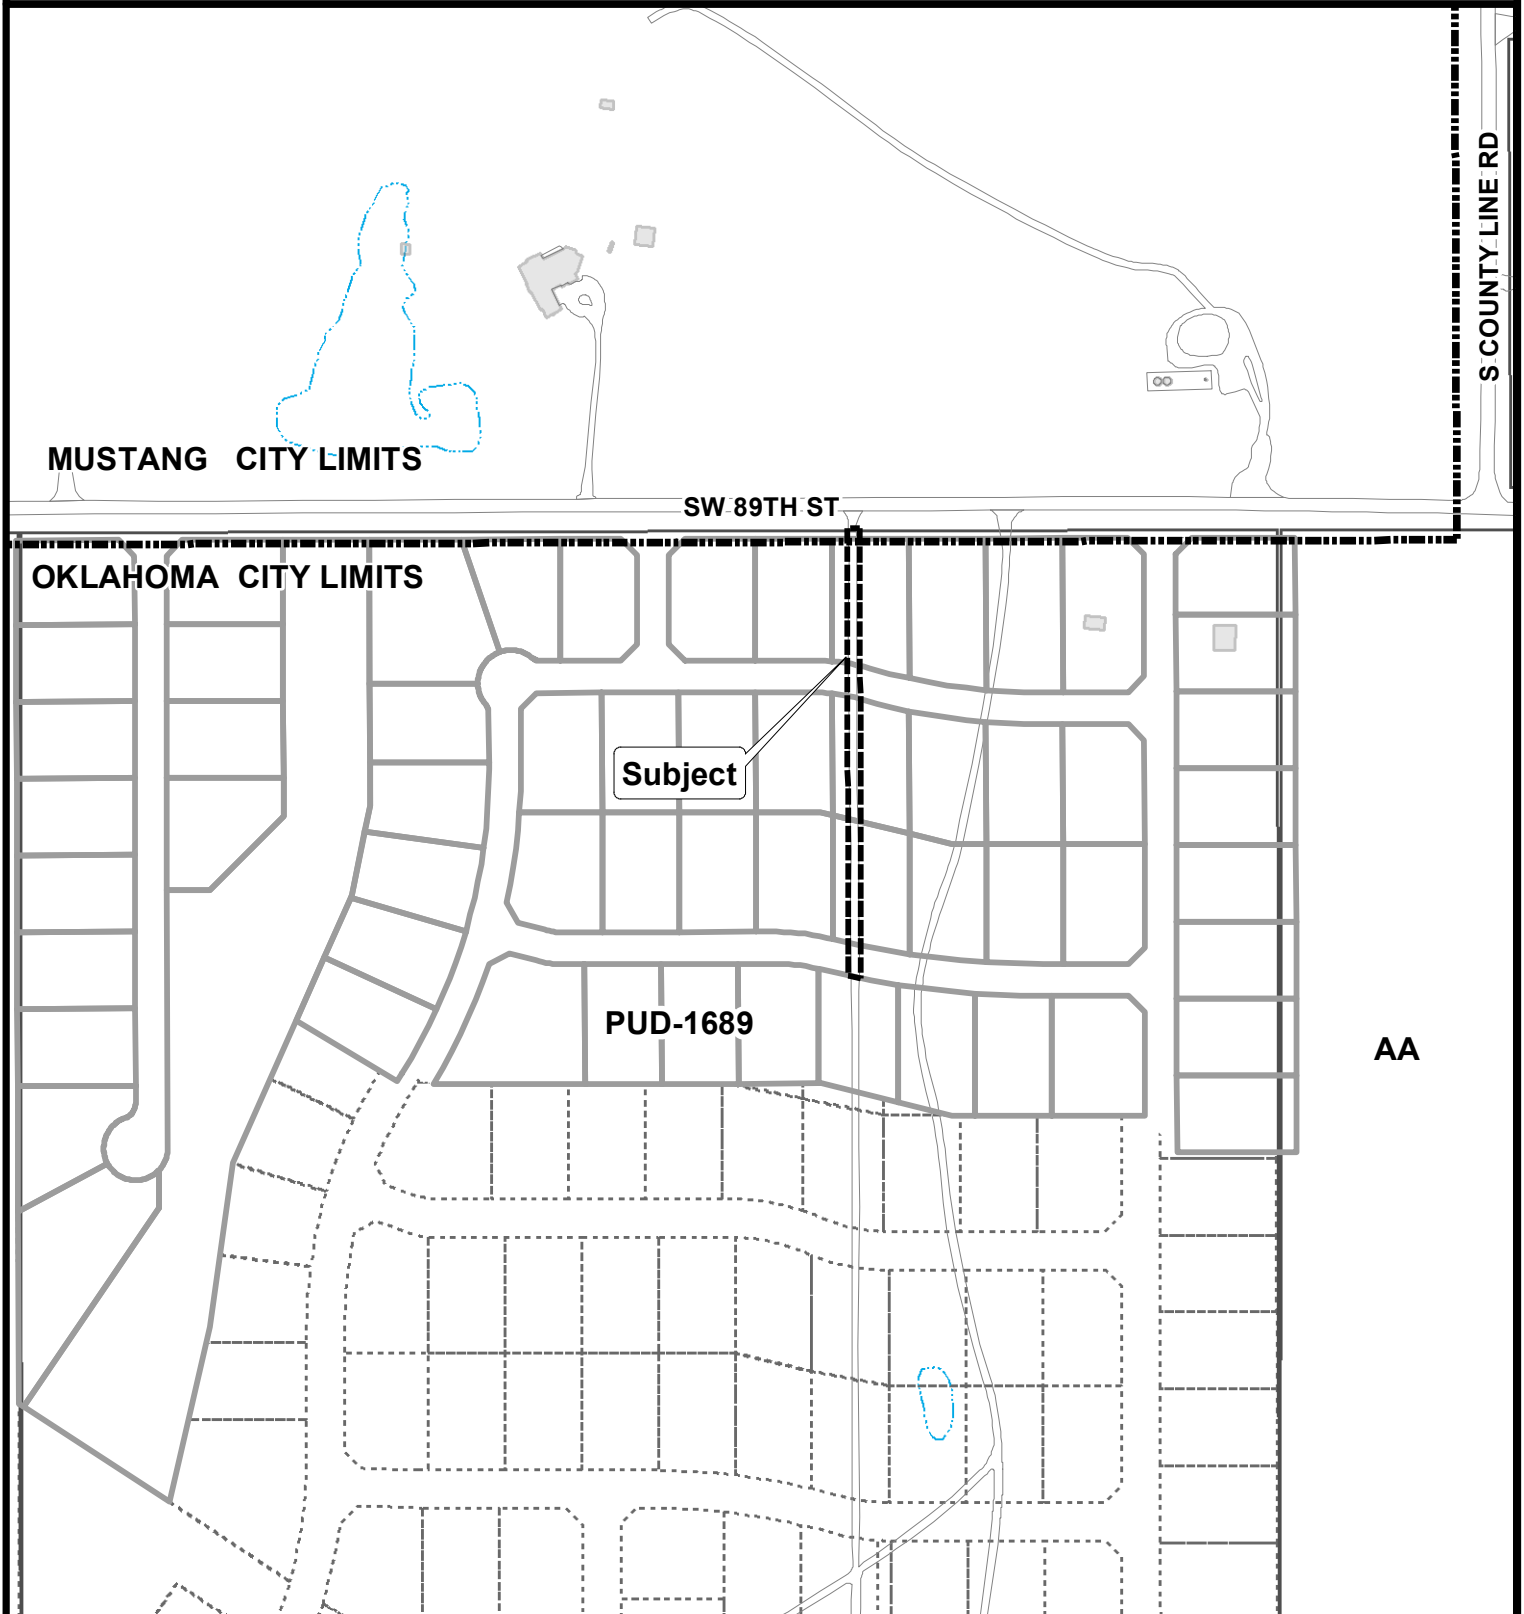 S COUNTY LINE RD
MUSTANG CITY LIMITS
SW 89TH ST
OKLAHOMA CITY LIMITS
Subject
PUD-1689
AA